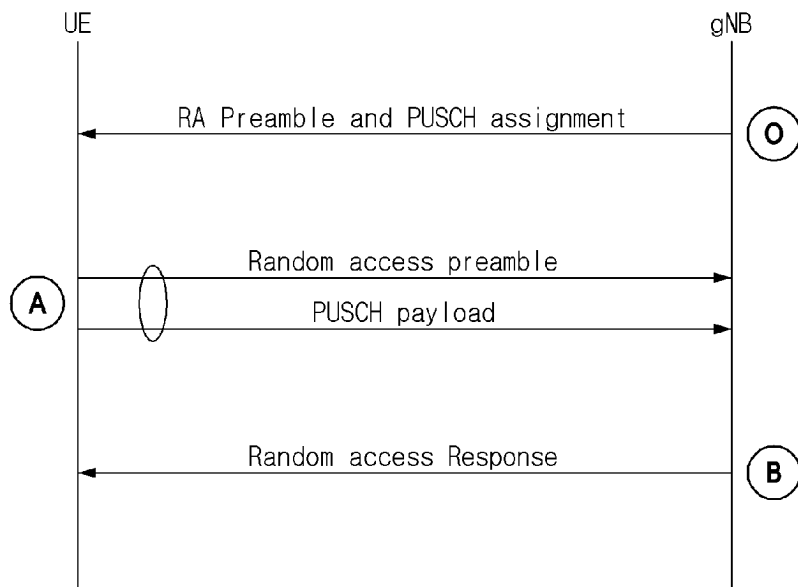 UE
gNB
RA Preamble and PUSCH assignment
O
Random access preamble
A
PUSCH payload
Random access Response
B